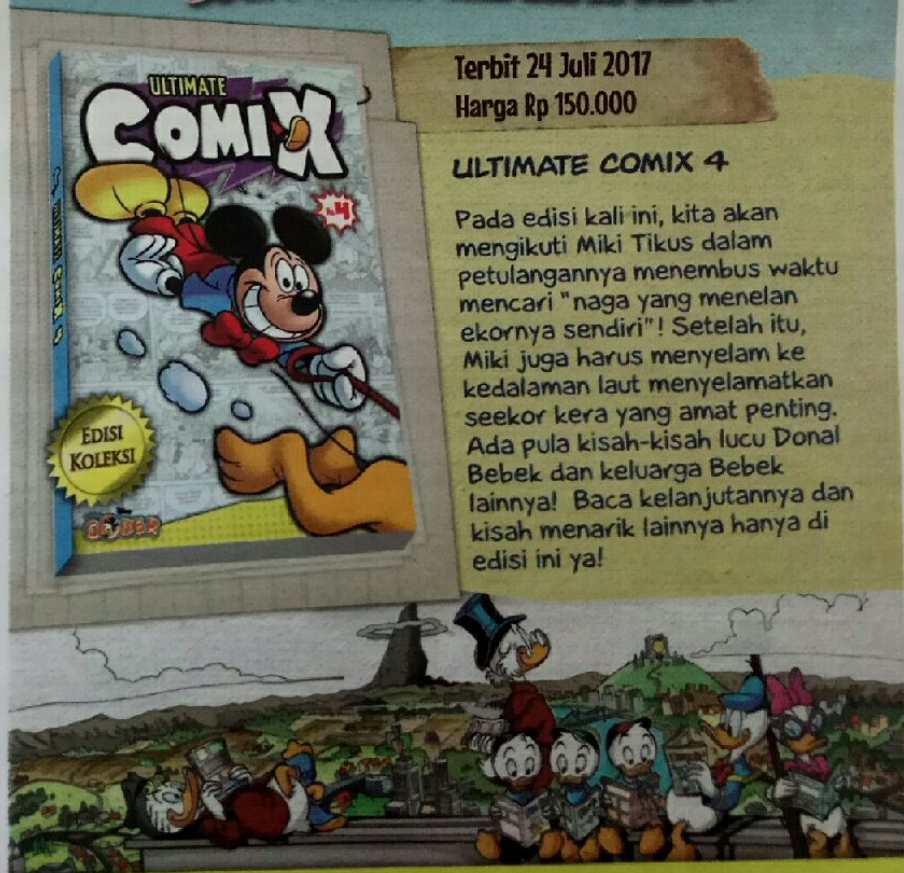 ULTIMATE
COMIX
No.4
EDISI
KOLEKSI
GOBER
Terbit 24 Juli 2017
Harga Rp 150.000
ULTIMATE COMIX 4
Pada edisi kali ini, kita akan
mengikuti Miki Tikus dalam
petulangannya menembus waktu
mencari "naga yang menelan
ekornya sendiri"! Setelah itu,
Miki juga harus menyelam ke
kedalaman laut menyelamatkan
seekor kera yang amat penting.
Ada pula kisah-kisah lucu Donal
Bebek dan keluarga Bebek
lainnya! Baca kelanjutannya dan
kisah menarik lainnya hanya di
edisi ini ya!